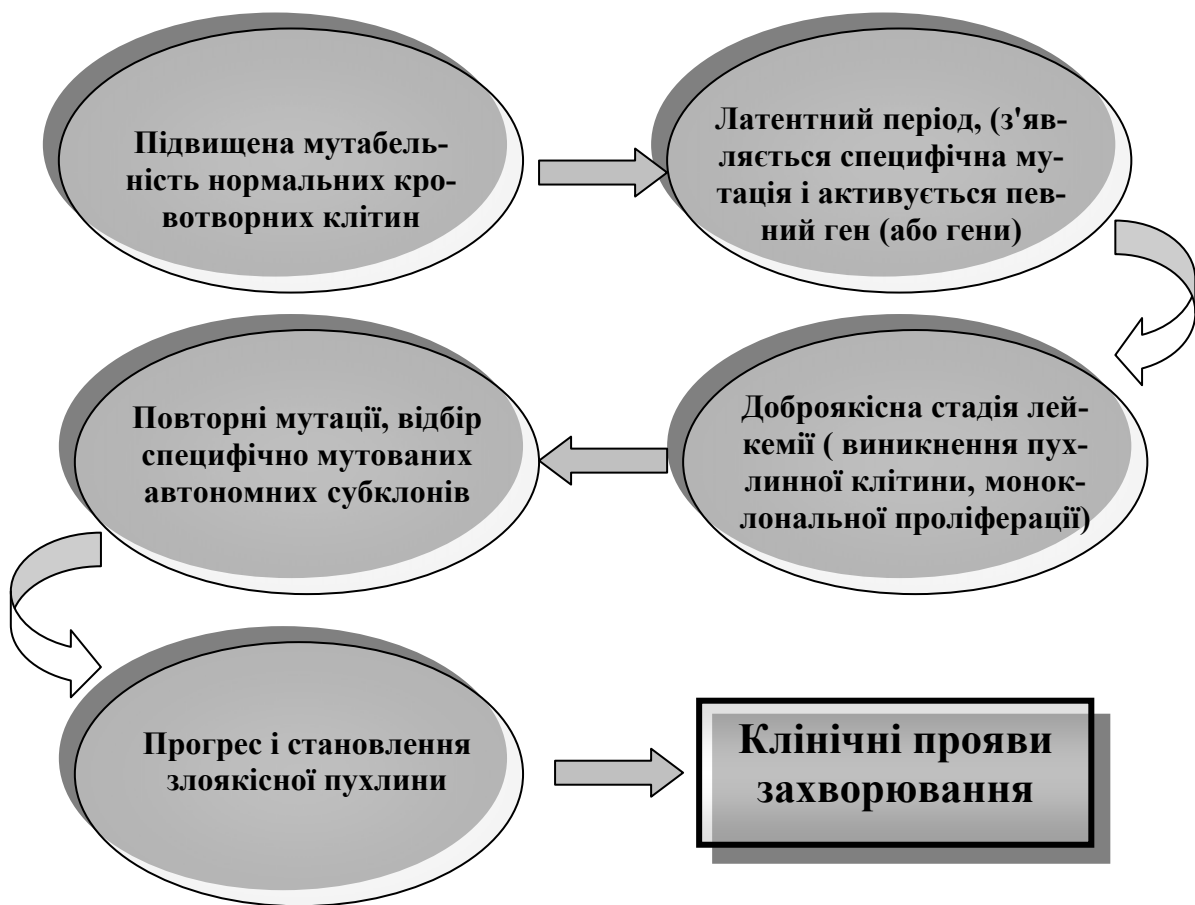 Підвищена мутабель-
ність нормальних кро-
вотворних клітин
Латентний період, (з'яв-
ляється специфічна му-
тація і активується пев-
ний ген (або гени)
Доброякісна стадія лей-
кемії ( виникнення пух-
линної клітини, монок-
лональної проліферації)
Повторні мутації, відбір
специфічно мутованих
автономних субклонів
Прогрес і становлення
злоякісної пухлини
Клінічні прояви
захворювання